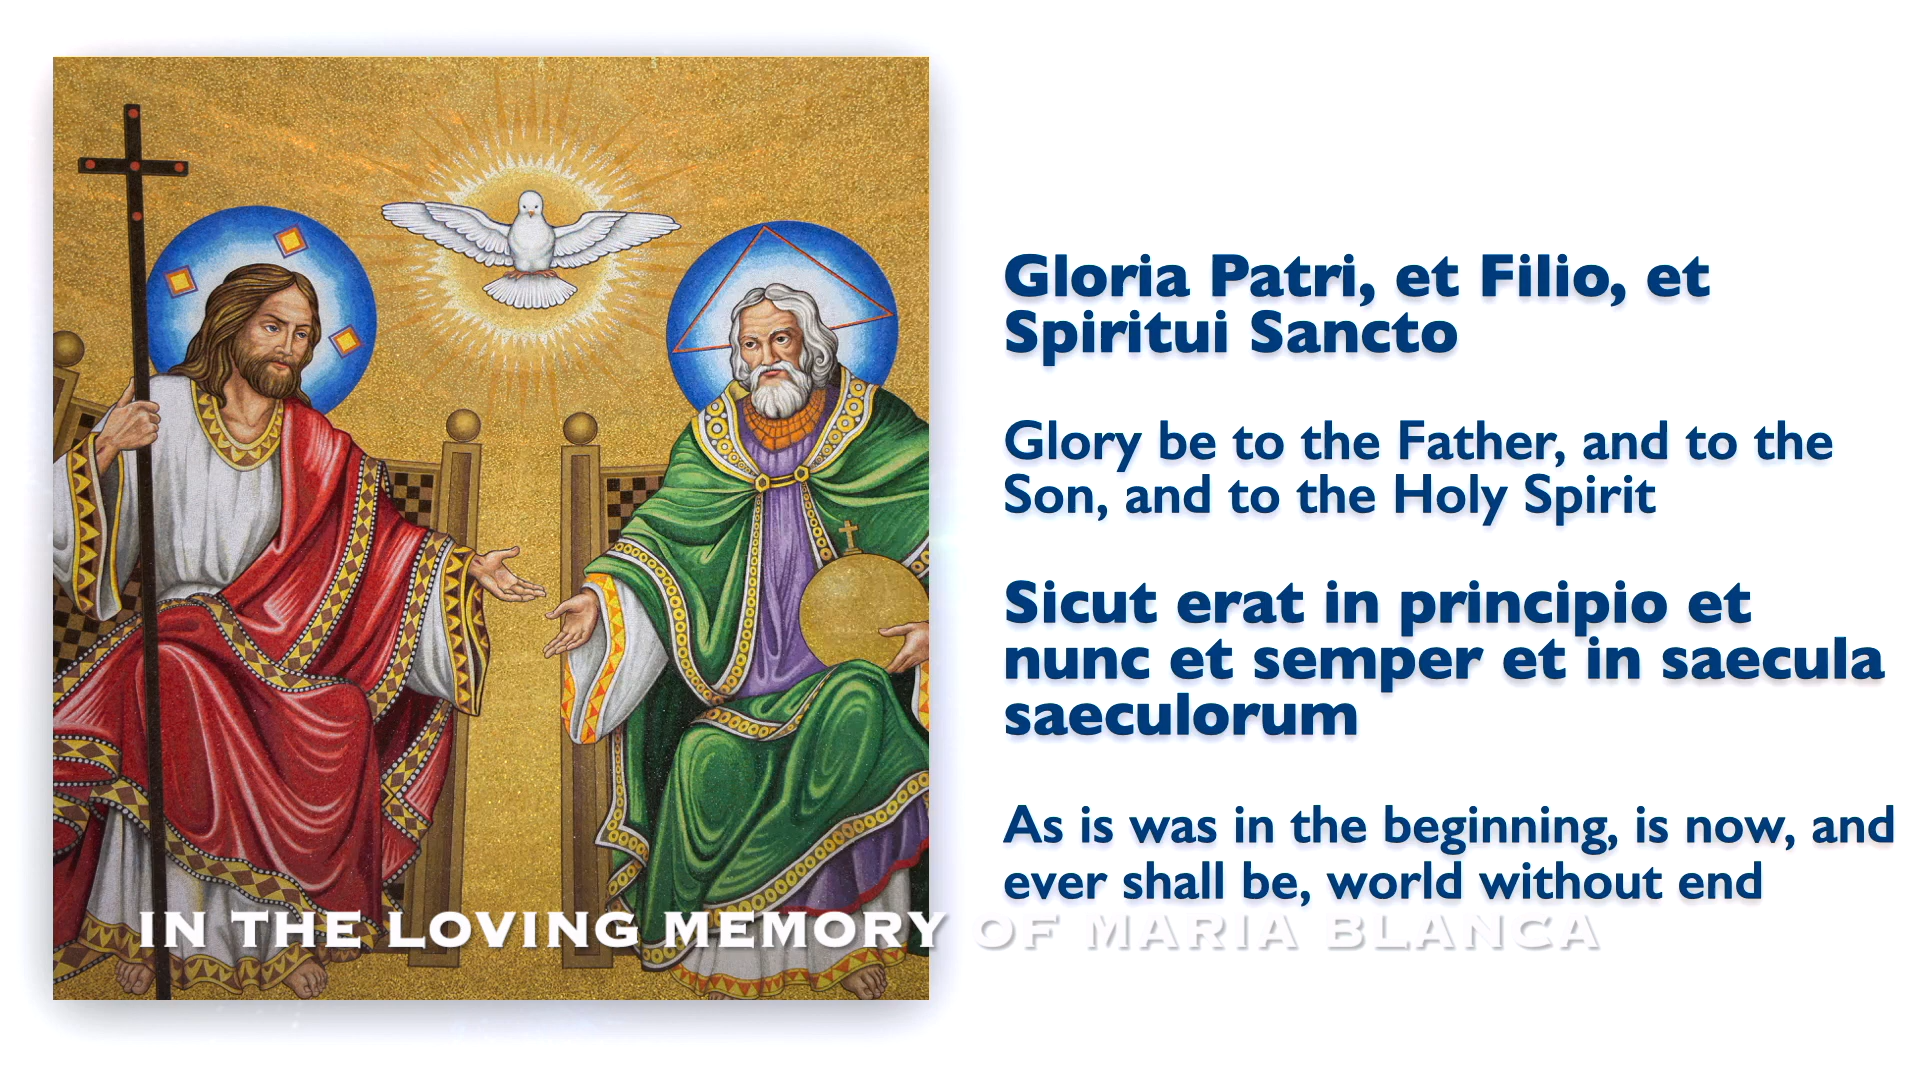 Gloria Patri, et Filio, et
Spiritui Sancto
Glory be to the Father, and to the
Son, and to the Holy Spirit
Sicut erat in principio et
nunc et semper et in saecula
saeculorum
As is was in the beginning, is now, and
ever shall be, world without end
IN THE LOVING MEMORY OF MARIA BLANCA